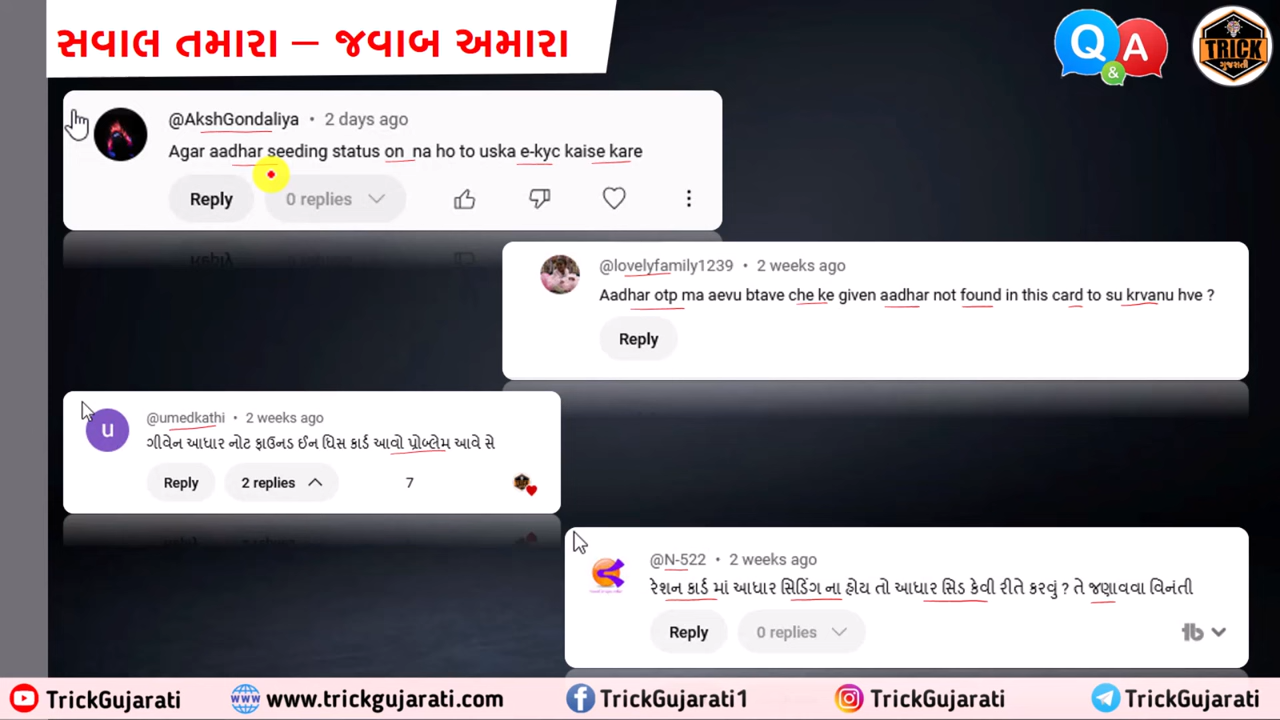 સવાલ તમારા – જવાબ અમારા
Q & A
TRICK
ગુજરાતી
@AkshGondaliya • 2 days ago
Agar aadhar seeding status on na ho to uska e-kyc kaise kare
Reply 0 replies
@lovelyfamily1239 • 2 weeks ago
Aadhar otp ma aevu btave che ke given aadhar not found in this card to su krvanu hve ?
Reply
u
@umedkathi • 2 weeks ago
ગીવેન આધાર નોટ ફાઉનડ ઈન ધિસ કાર્ડ આવો પ્રોબ્લેમ આવે સે
Reply 2 replies 7
@N-522 • 2 weeks ago
રેશન કાર્ડ માં આધાર સિડિંગ ના હોય તો આધાર સિડ કેવી રીતે કરવું ? તે જણાવવા વિનંતી
Reply 0 replies
TrickGujarati www.trickgujarati.com TrickGujarati1 TrickGujarati TrickGujarati